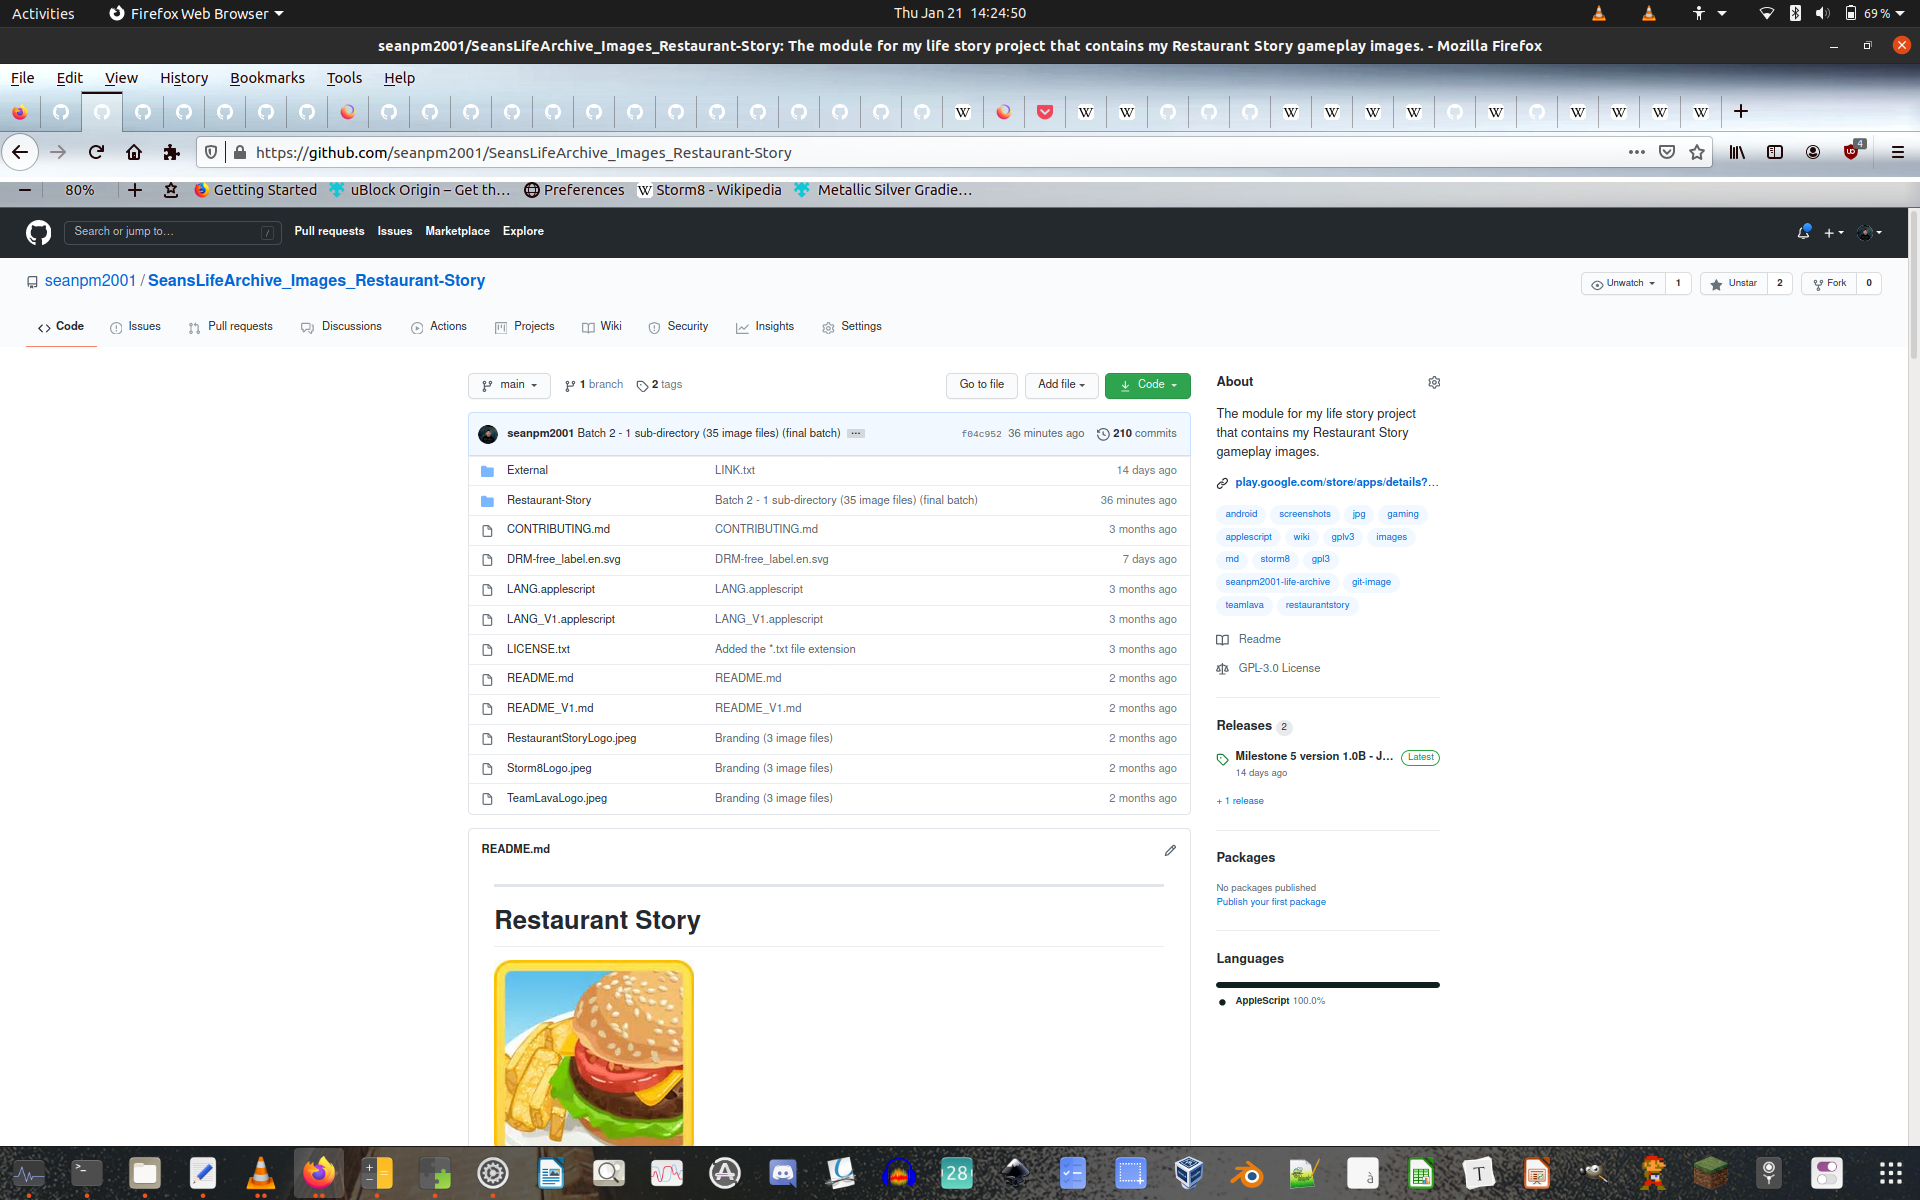 Activities Firefox Web Browser Thu Jan 21 14:24:50 69 %
seanpm2001/SeansLifeArchive_Images_Restaurant-Story: The module for my life story project that contains my Restaurant Story gameplay images. - Mozilla Firefox
File Edit View History Bookmarks Tools Help
https://github.com/seanpm2001/SeansLifeArchive_Images_Restaurant-Story 4
80% Getting Started uBlock Origin – Get th… Preferences Storm8 - Wikipedia Metallic Silver Gradie…
Search or jump to… / Pull requests Issues Marketplace Explore
seanpm2001 / SeansLifeArchive_Images_Restaurant-Story Unwatch 1 Unstar 2 Fork 0
Code Issues Pull requests Discussions Actions Projects Wiki Security Insights Settings
main 1 branch 2 tags Go to file Add file Code
seanpm2001 Batch 2 - 1 sub-directory (35 image files) (final batch) f04c952 36 minutes ago 210 commits
External LINK.txt 14 days ago
Restaurant-Story Batch 2 - 1 sub-directory (35 image files) (final batch) 36 minutes ago
CONTRIBUTING.md CONTRIBUTING.md 3 months ago
DRM-free_label.en.svg DRM-free_label.en.svg 7 days ago
LANG.applescript LANG.applescript 3 months ago
LANG_V1.applescript LANG_V1.applescript 3 months ago
LICENSE.txt Added the *.txt file extension 3 months ago
README.md README.md 2 months ago
README_V1.md README_V1.md 2 months ago
RestaurantStoryLogo.jpeg Branding (3 image files) 2 months ago
Storm8Logo.jpeg Branding (3 image files) 2 months ago
TeamLavaLogo.jpeg Branding (3 image files) 2 months ago
README.md
Restaurant Story
About
The module for my life story project
that contains my Restaurant Story
gameplay images.
play.google.com/store/apps/details?…
android screenshots jpg gaming
applescript wiki gplv3 images
md storm8 gpl3
seanpm2001-life-archive git-image
teamlava restaurantstory
Readme
GPL-3.0 License
Releases 2
Milestone 5 version 1.0B - J… Latest
14 days ago
+ 1 release
Packages
No packages published
Publish your first package
Languages
AppleScript 100.0%
28